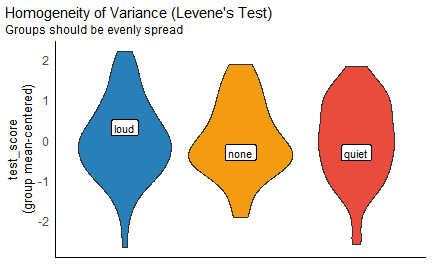 Homogeneity of Variance (Levene's Test)
Groups should be evenly spread
test_score
(group mean-centered)
2
1
0
-1
-2
loud
none
quiet